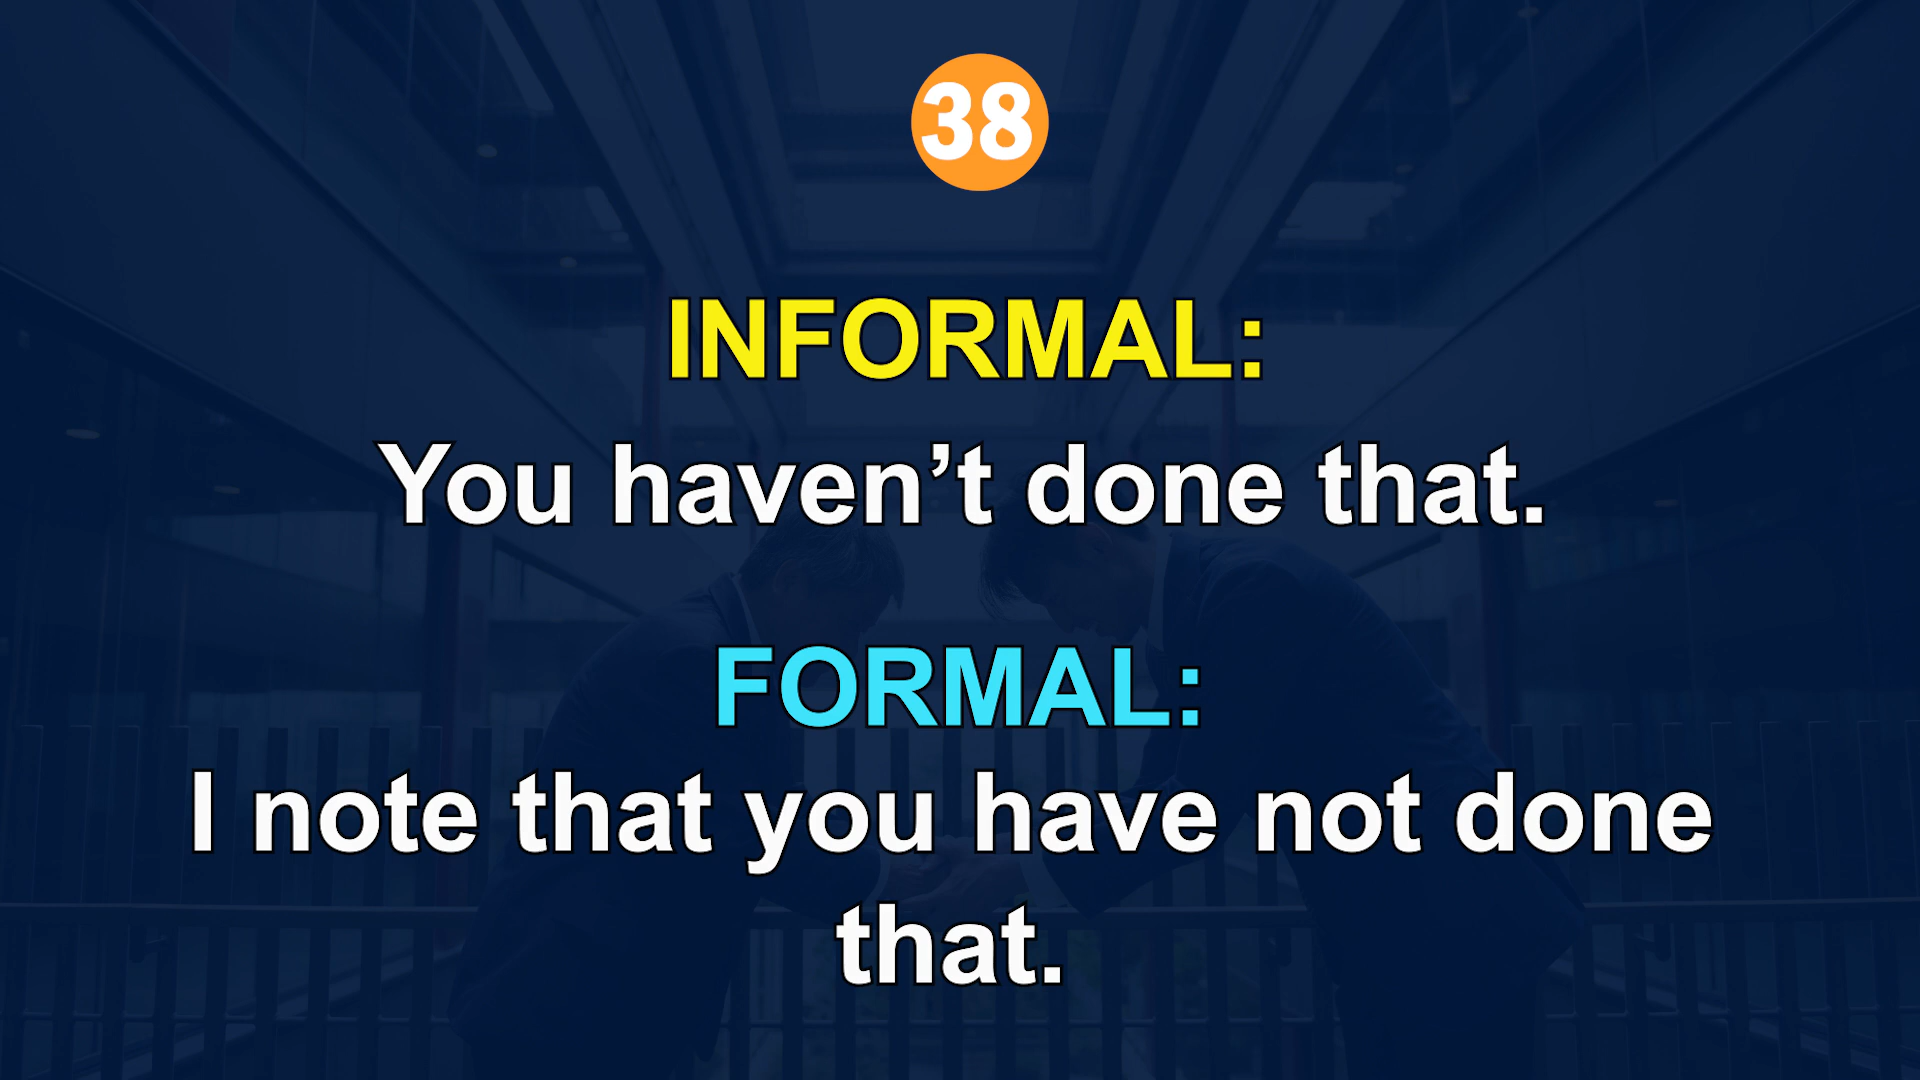 38
INFORMAL:
You haven’t done that.
FORMAL:
I note that you have not done
that.